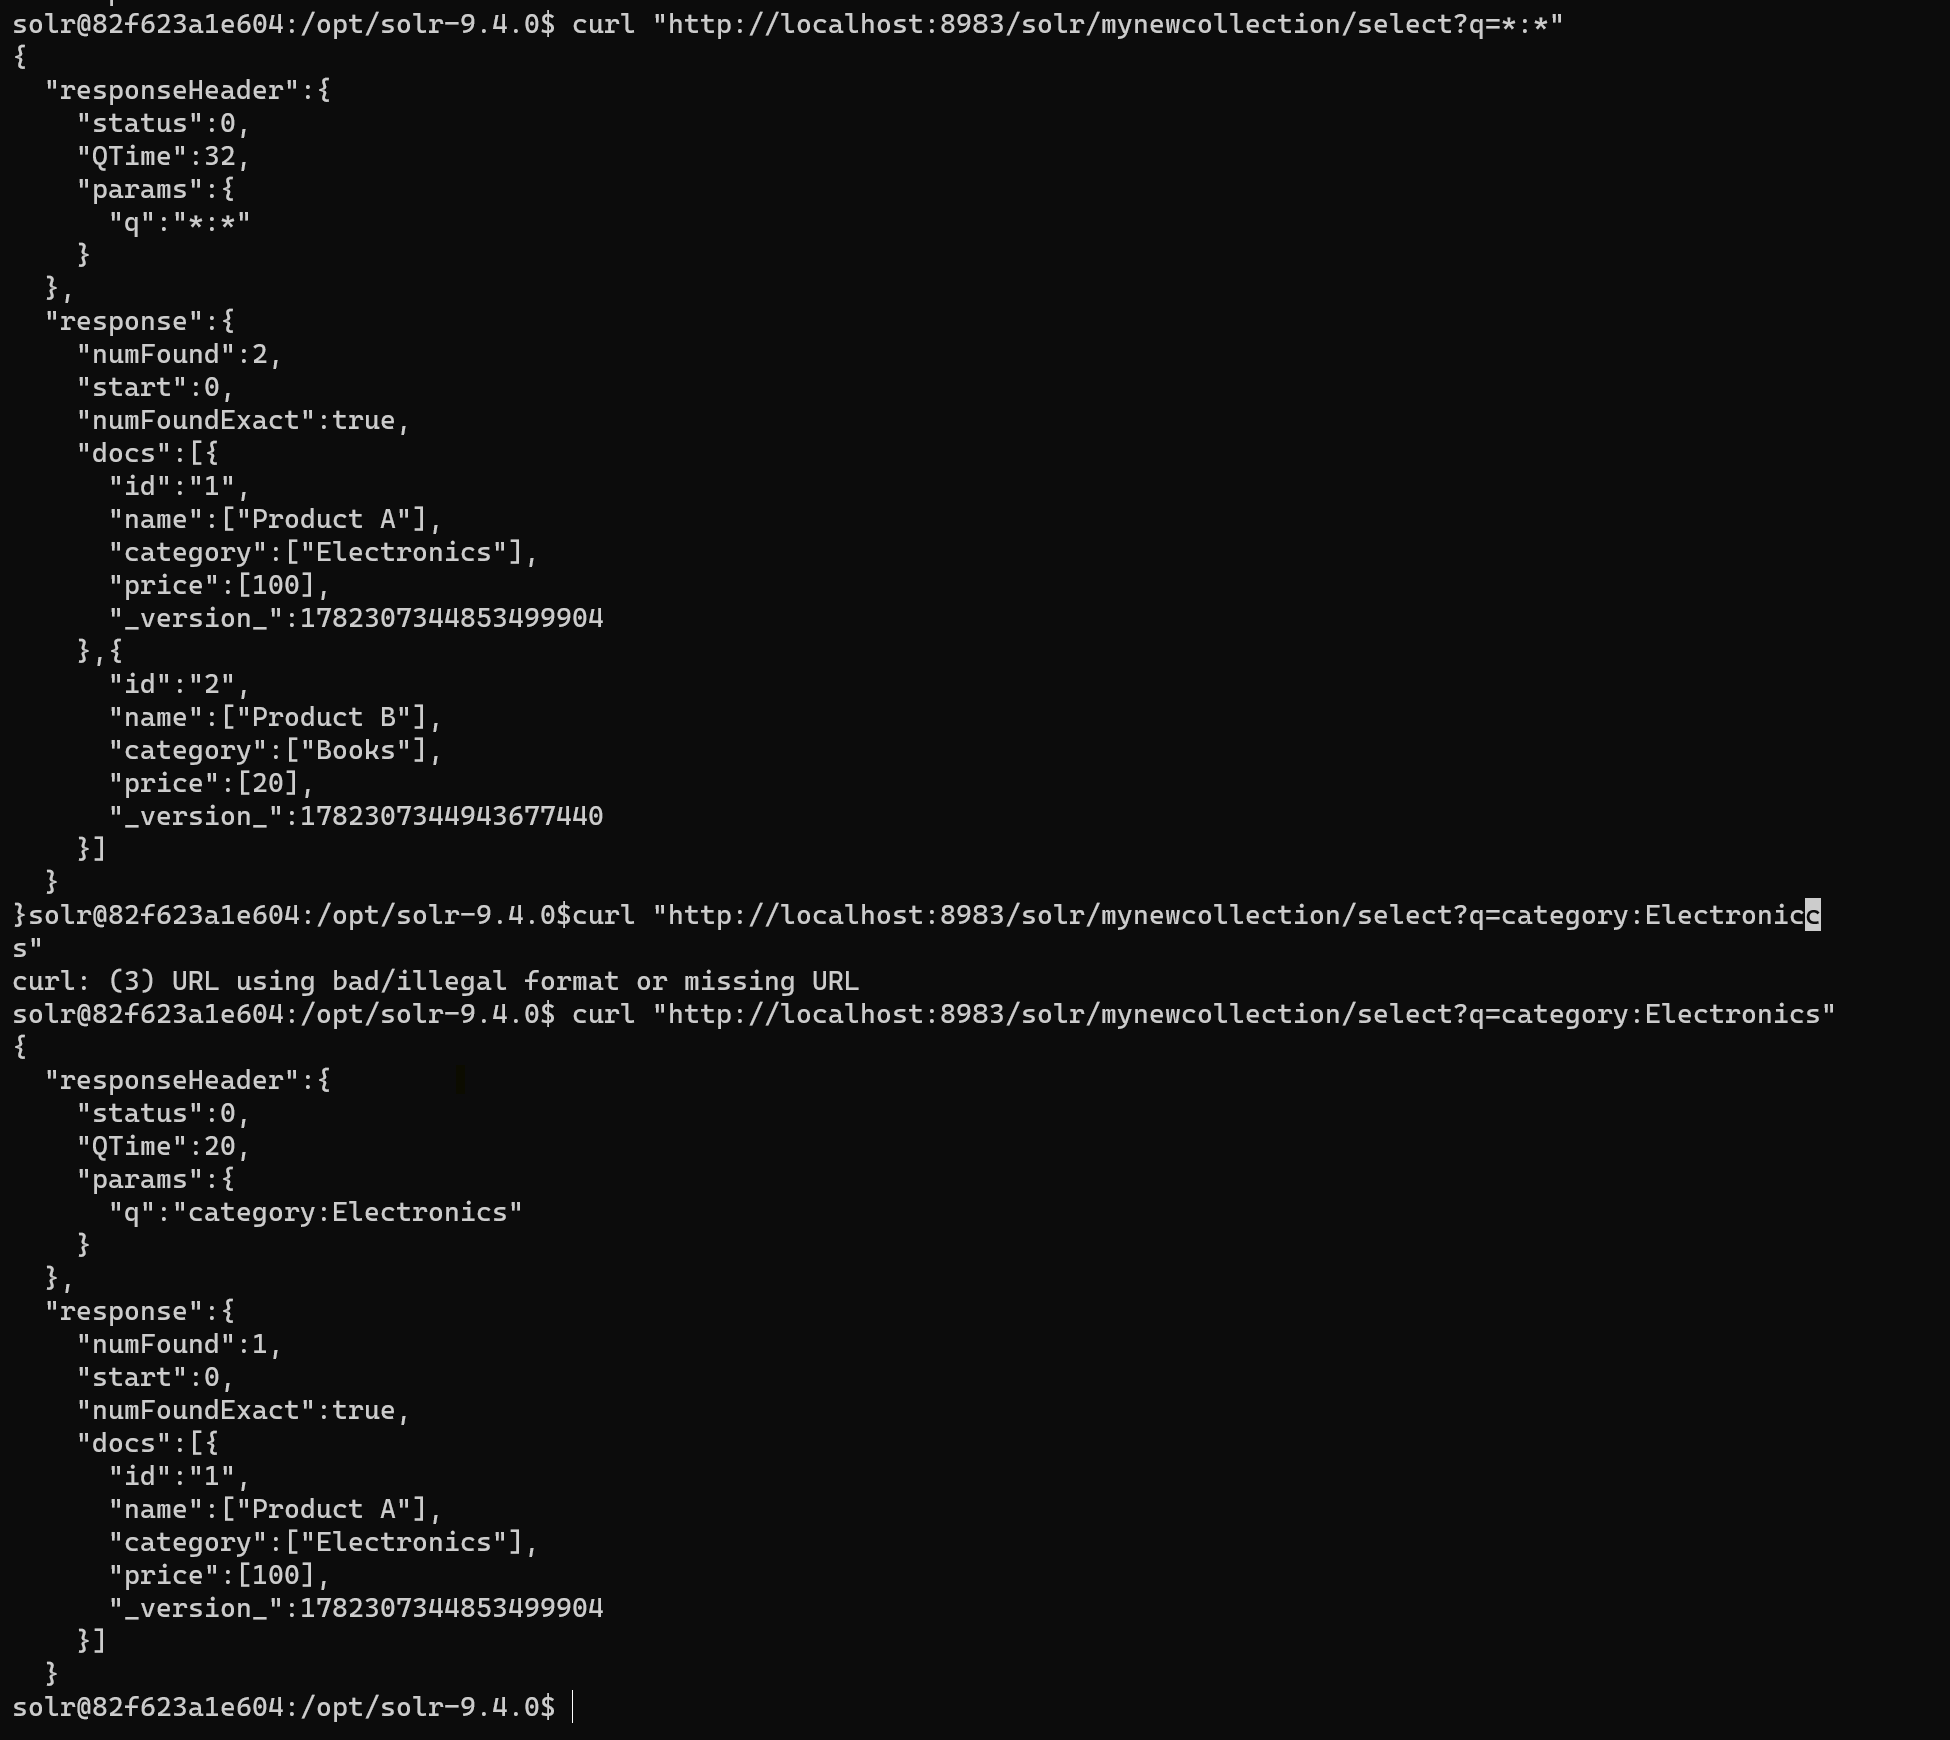 solr@82f623a1e604:/opt/solr-9.4.0$ curl "http://localhost:8983/solr/mynewcollection/select?q=*:*"
{
  "responseHeader":{
    "status":0,
    "QTime":32,
    "params":{
      "q":"*:*"
    }
  },
  "response":{
    "numFound":2,
    "start":0,
    "numFoundExact":true,
    "docs":[{
      "id":"1",
      "name":["Product A"],
      "category":["Electronics"],
      "price":[100],
      "_version_":1782307344853499904
    },{
      "id":"2",
      "name":["Product B"],
      "category":["Books"],
      "price":[20],
      "_version_":1782307344943677440
    }]
  }
}solr@82f623a1e604:/opt/solr-9.4.0$curl "http://localhost:8983/solr/mynewcollection/select?q=category:Electronicc
s"
curl: (3) URL using bad/illegal format or missing URL
solr@82f623a1e604:/opt/solr-9.4.0$ curl "http://localhost:8983/solr/mynewcollection/select?q=category:Electronics"
{
  "responseHeader":{
    "status":0,
    "QTime":20,
    "params":{
      "q":"category:Electronics"
    }
  },
  "response":{
    "numFound":1,
    "start":0,
    "numFoundExact":true,
    "docs":[{
      "id":"1",
      "name":["Product A"],
      "category":["Electronics"],
      "price":[100],
      "_version_":1782307344853499904
    }]
  }
solr@82f623a1e604:/opt/solr-9.4.0$